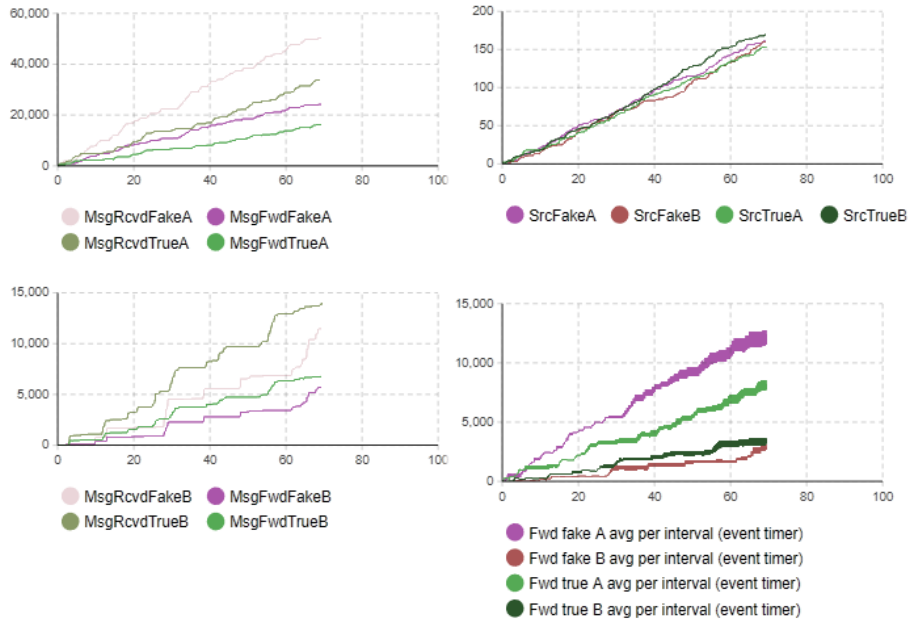 60,000
40,000
20,000
0
0 20 40 60 80 100
MsgRcvdFakeA MsgFwdFakeA
MsgRcvdTrueA MsgFwdTrueA
200
150
100
50
0
0 20 40 60 80 100
SrcFakeA SrcFakeB SrcTrueA SrcTrueB
15,000
10,000
5,000
0
0 20 40 60 80 100
MsgRcvdFakeB MsgFwdFakeB
MsgRcvdTrueB MsgFwdTrueB
15,000
10,000
5,000
0
0 20 40 60 80 100
Fwd fake A avg per interval (event timer)
Fwd fake B avg per interval (event timer)
Fwd true A avg per interval (event timer)
Fwd true B avg per interval (event timer)